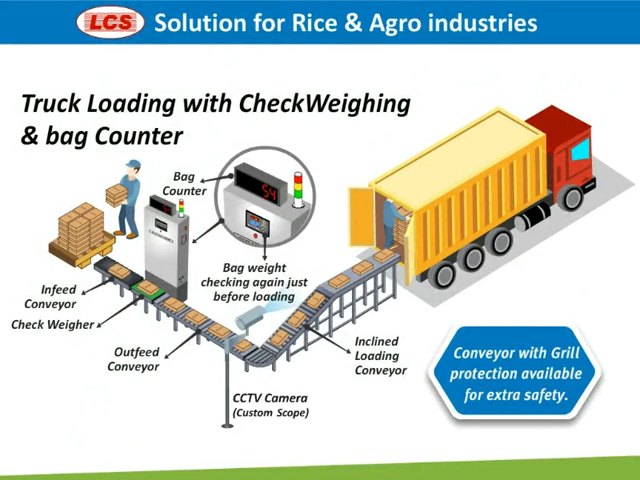 LCS
Solution for Rice & Agro industries
Truck Loading with CheckWeighing
& bag Counter
Bag
Counter
54
Bag weight
checking again just
before loading
Infeed
Conveyor
Check Weigher
Outfeed
Conveyor
Inclined
Loading
Conveyor
CCTV Camera
(Custom Scope)
Conveyor with Grill
protection available
for extra safety.